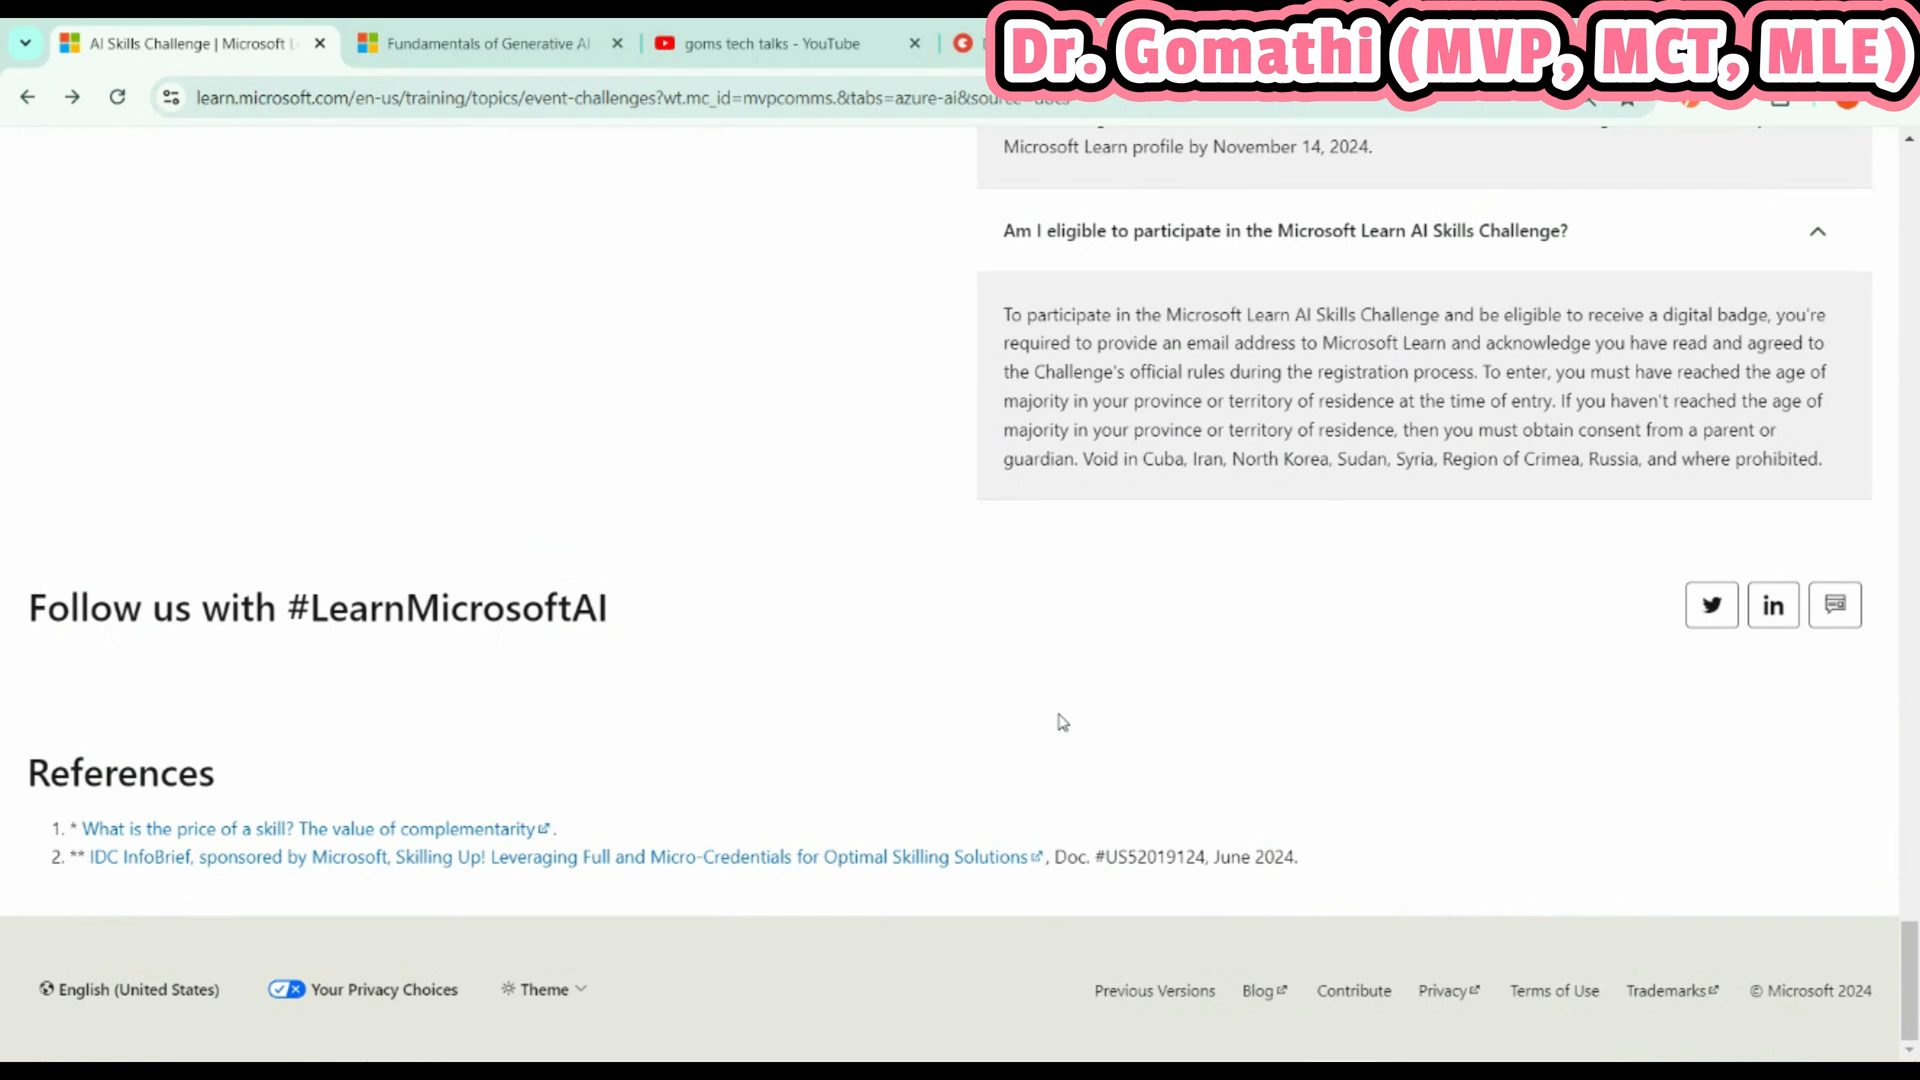 Dr. Gomathi (MVP, MCT, MLE)
AI Skills Challenge | Microsoft L
Fundamentals of Generative AI
goms tech talks - YouTube
learn.microsoft.com/en-us/training/topics/event-challenges?wt.mc_id=mvpcomms.&tabs=azure-ai&source=docs
Microsoft Learn profile by November 14, 2024.
Am I eligible to participate in the Microsoft Learn AI Skills Challenge?
To participate in the Microsoft Learn AI Skills Challenge and be eligible to receive a digital badge, you're
required to provide an email address to Microsoft Learn and acknowledge you have read and agreed to
the Challenge's official rules during the registration process. To enter, you must have reached the age of
majority in your province or territory of residence at the time of entry. If you haven't reached the age of
majority in your province or territory of residence, then you must obtain consent from a parent or
guardian. Void in Cuba, Iran, North Korea, Sudan, Syria, Region of Crimea, Russia, and where prohibited.
Follow us with #LearnMicrosoftAI
in
References
1. * What is the price of a skill? The value of complementarity .
2. ** IDC InfoBrief, sponsored by Microsoft, Skilling Up! Leveraging Full and Micro-Credentials for Optimal Skilling Solutions , Doc. #US52019124, June 2024.
English (United States)
Your Privacy Choices
Theme
Previous Versions
Blog
Contribute
Privacy
Terms of Use
Trademarks
© Microsoft 2024